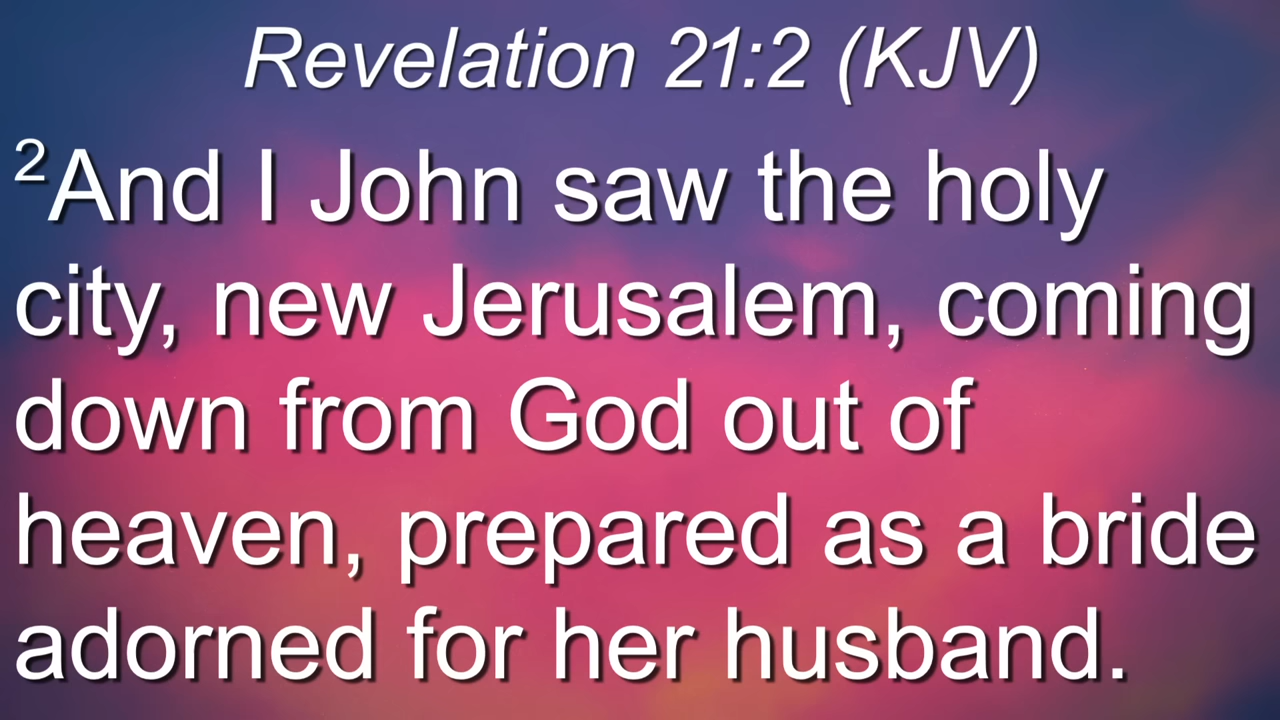 Revelation 21:2 (KJV)
²And I John saw the holy
city, new Jerusalem, coming
down from God out of
heaven, prepared as a bride
adorned for her husband.